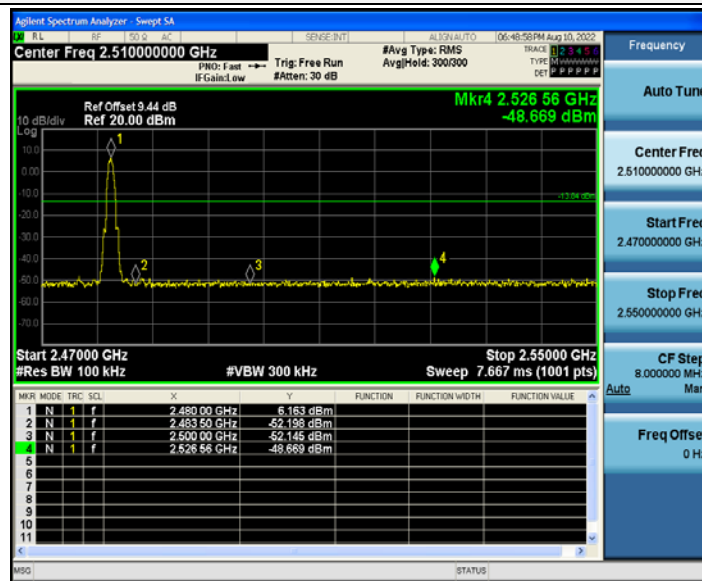 Agilent Spectrum Analyzer - Swept SA
RL RF 50 Ω AC SENSE:INT ALIGN AUTO 06:48:58 PM Aug 10, 2022
Center Freq 2.510000000 GHz
PNO: Fast
IFGain:Low
Trig: Free Run
#Atten: 30 dB
#Avg Type: RMS
Avg|Hold: 300/300
TRACE 1 2 3 4 5 6
TYPE M
DET P P P P P P
Mkr4 2.526 56 GHz
-48.669 dBm
Ref Offset 9.44 dB
Ref 20.00 dBm
10 dB/div
Log
10.0
0.00
-10.0
-20.0
-30.0
-40.0
-50.0
-60.0
-70.0
1
2
3
4
-13.84 dBm
Start 2.47000 GHz Stop 2.55000 GHz
#Res BW 100 kHz #VBW 300 kHz Sweep 7.667 ms (1001 pts)
MKR MODE TRC SCL X Y FUNCTION FUNCTION WIDTH FUNCTION VALUE
1 N 1 f 2.480 00 GHz 6.163 dBm
2 N 1 f 2.483 50 GHz -52.198 dBm
3 N 1 f 2.500 00 GHz -52.145 dBm
4 N 1 f 2.526 56 GHz -48.669 dBm
5
6
7
8
9
10
11
MSG STATUS
Frequency
Auto Tune
Center Freq
2.510000000 GHz
Start Freq
2.470000000 GHz
Stop Freq
2.550000000 GHz
CF Step
8.000000 MHz
Auto Man
Freq Offset
0 Hz